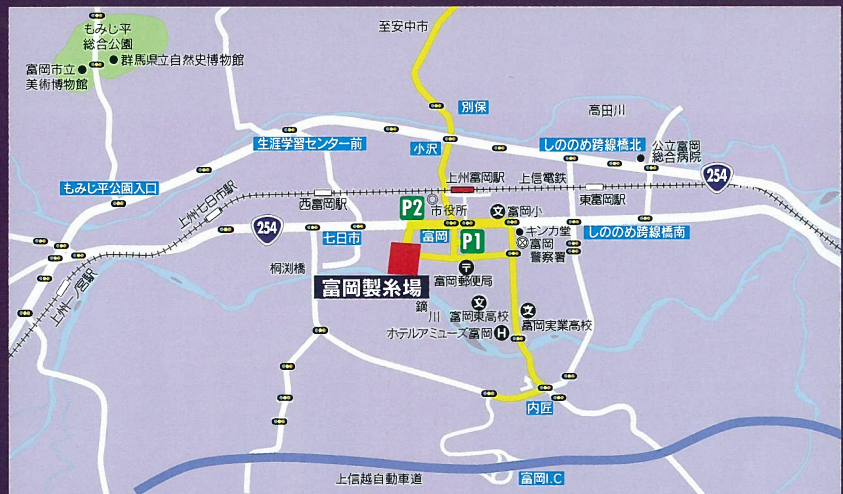 至安中市
もみじ平
総合公園
群馬県立自然史博物館
富岡市立
美術博物館
別保
高田川
生涯学習センター前
小沢
しののめ跨線橋北
公立富岡
総合病院
254
もみじ平公園入口
上州富岡駅
上信電鉄
上州七日市駅
西富岡駅
東富岡駅
P2
市役所
文
富岡小
254
七日市
富岡
P1
キンカ堂
しののめ跨線橋南
富岡
警察署
桐渕橋
〒
富岡郵便局
上州一ノ宮駅
富岡製糸場
鏑
川
文
富岡東高校
文
富岡実業高校
ホテルアミューズ富岡
H
内匠
上信越自動車道
富岡I.C